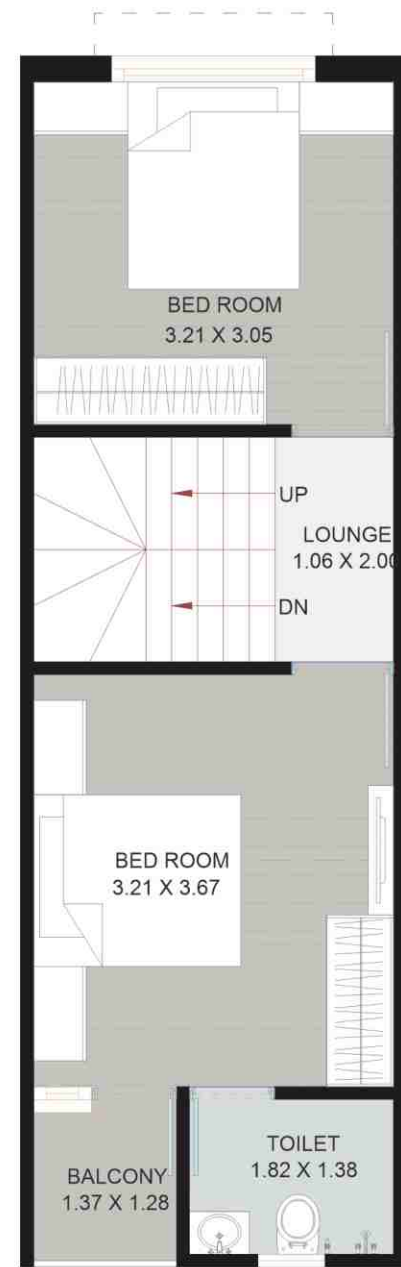 BED ROOM
3.21 X 3.05
UP
LOUNGE
1.06 X 2.00
DN
BED ROOM
3.21 X 3.67
TOILET
1.82 X 1.38
BALCONY
1.37 X 1.28